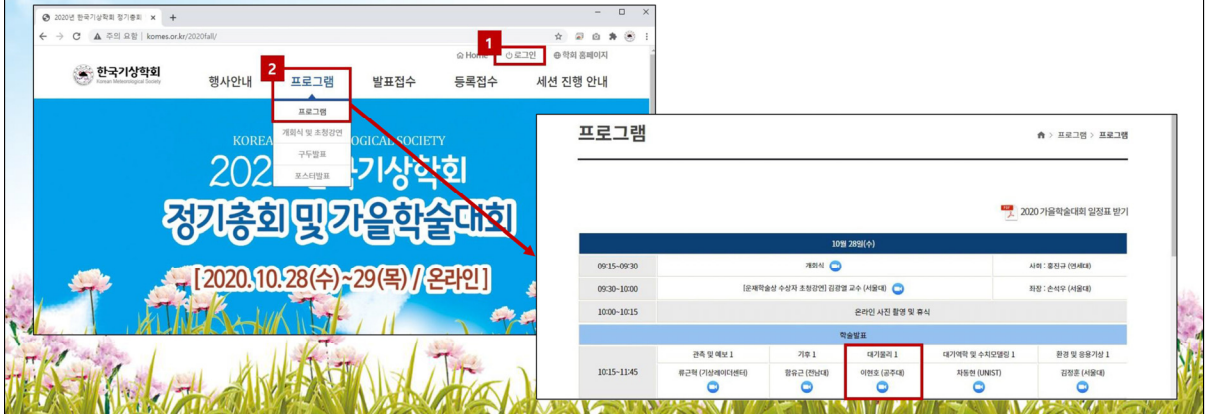 2020년 한국기상학회 정기총회
주의 요함 | komes.or.kr/2020fall/
1
Home
로그인
학회 홈페이지
한국기상학회
Korean Meteorological Society
2
행사안내
프로그램
발표접수
등록접수
세션 진행 안내
프로그램
개회식 및 초청강연
구두발표
포스터발표
KOREA OGICAL SOCIETY
202 기상학회
정기총회 및 가을학술대회
[ 2020. 10. 28(수)~29(목) / 온라인 ]
프로그램
프로그램 > 프로그램
2020 가을학술대회 일정표 받기
10월 28일(수)
09:15~09:30 개회식 사회 : 홍진규 (연세대)
09:30~10:00 [운재학술상 수상자 초청강연] 김광열 교수 (서울대) 좌장 : 손석우 (서울대)
10:00~10:15 온라인 사진 촬영 및 휴식
학술발표
관측 및 예보 1 기후 1 대기물리 1 대기역학 및 수치모델링 1 환경 및 응용기상 1
10:15~11:45 류근혁 (기상레이더센터) 함유근 (전남대) 이현호 (공주대) 차동현 (UNIST) 김정훈 (서울대)